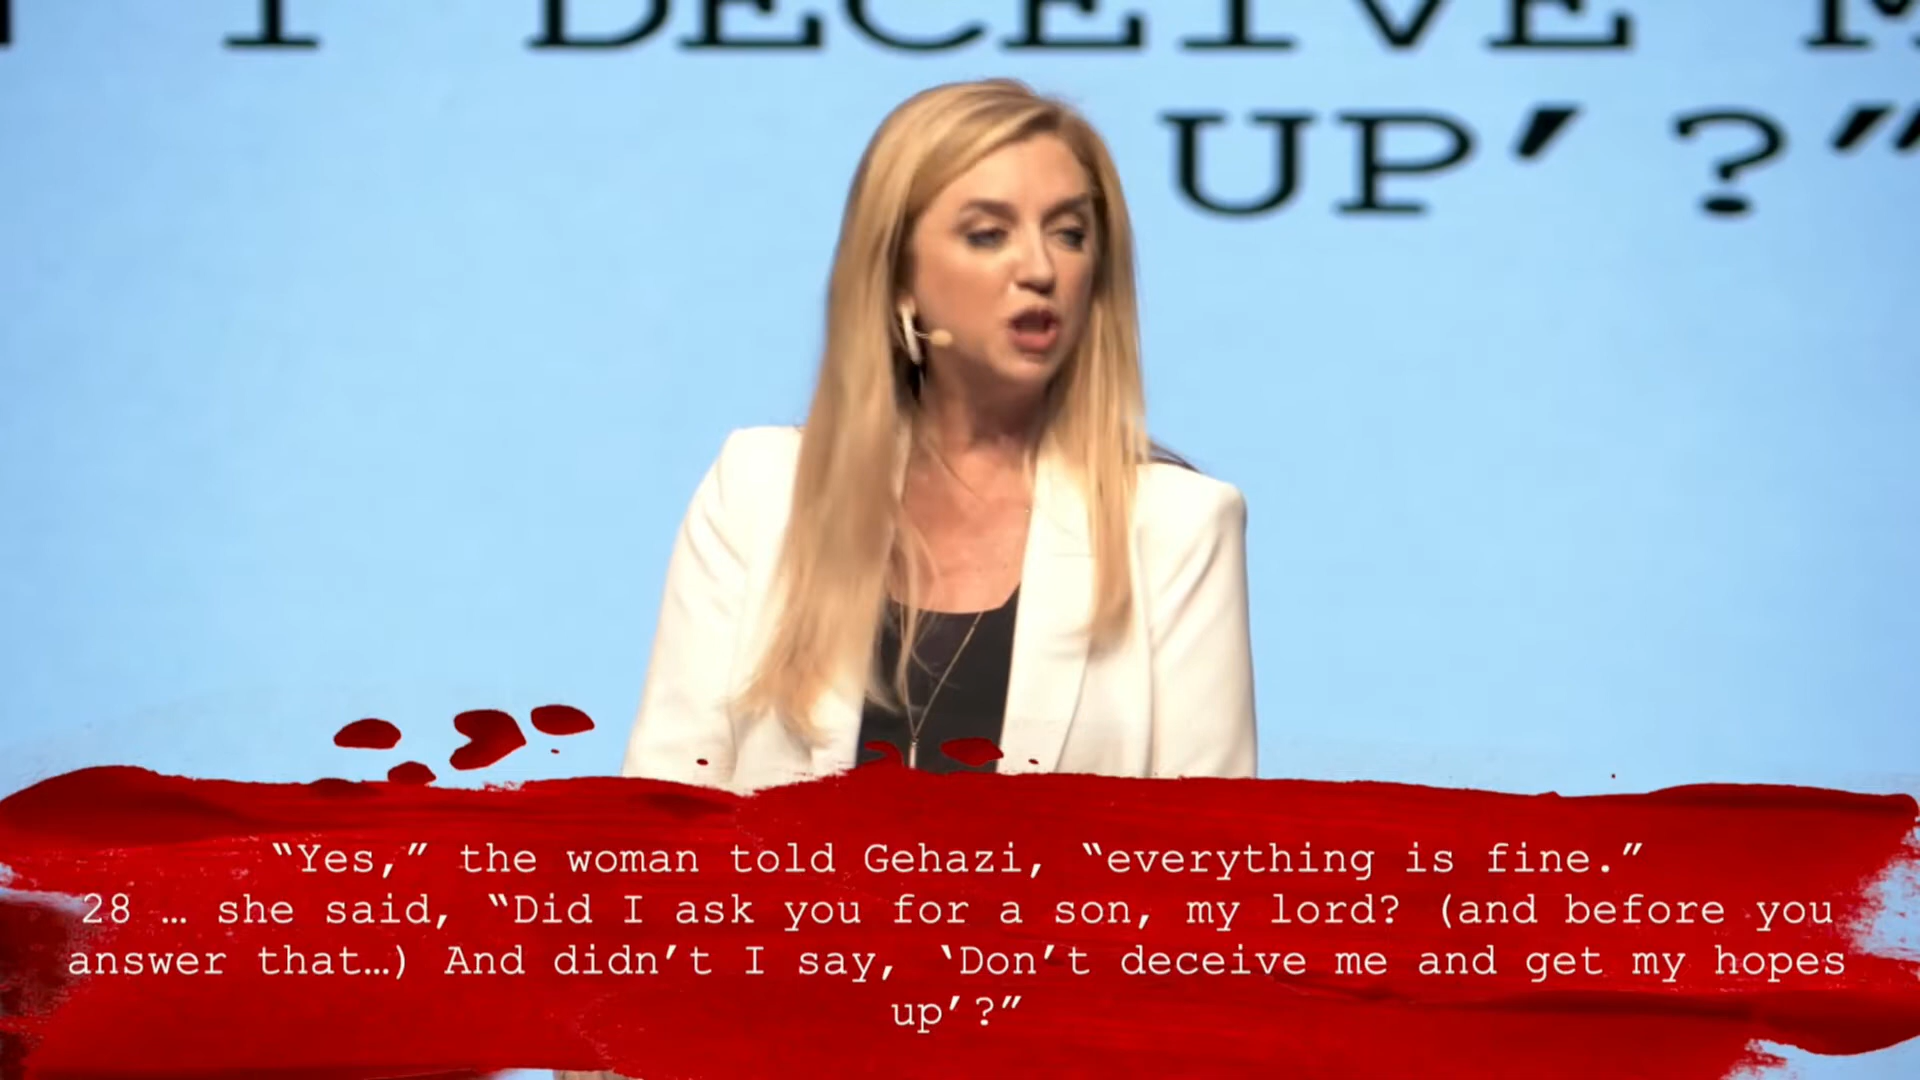 I DECEIVE M
UP’?”
“Yes,” the woman told Gehazi, “everything is fine.”
28 … she said, “Did I ask you for a son, my lord? (and before you
answer that…) And didn’t I say, ‘Don’t deceive me and get my hopes
up’?”